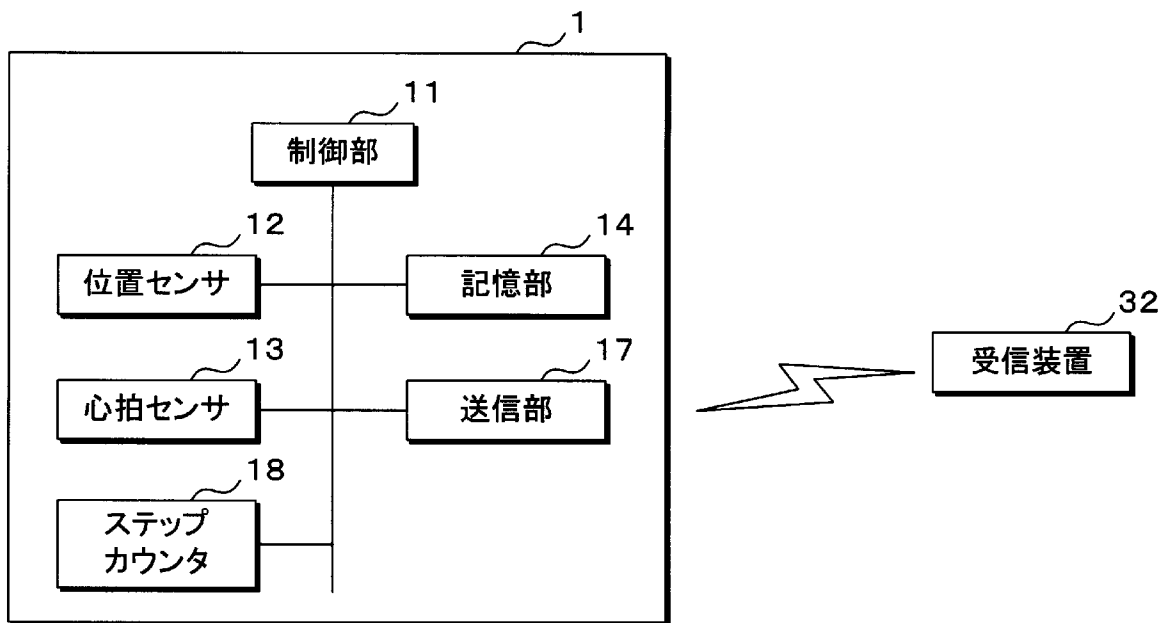 1
11
制御部
12
位置センサ
14
記憶部
13
心拍センサ
17
送信部
18
ステップ
カウンタ
32
受信装置